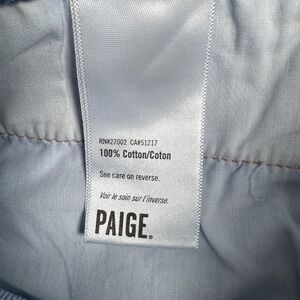 RN#27002 CA#51217
100% Cotton/Coton
See care on reverse.
Voir le soin sur l'inverse.
PAIGE.